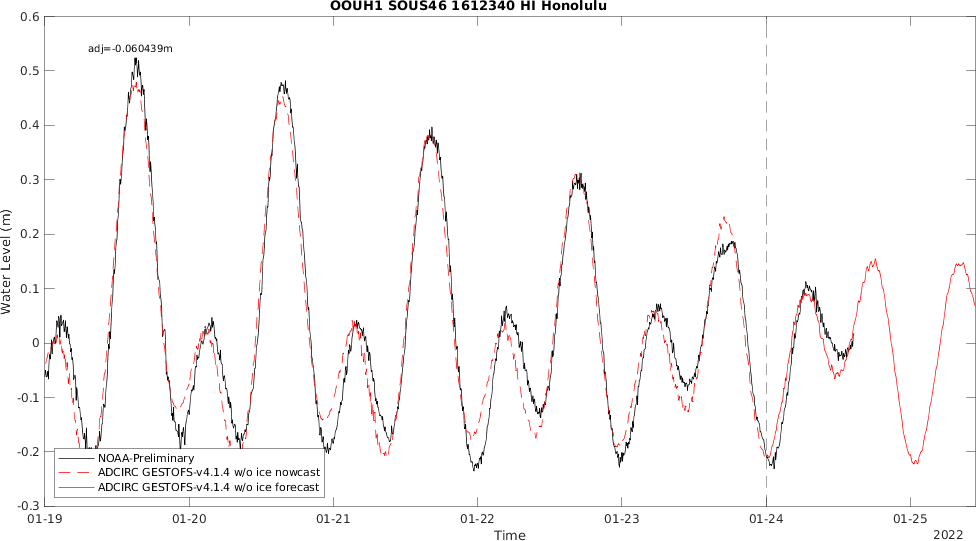 OOUH1 SOUS46 1612340 HI Honolulu
adj=-0.060439m
0.6
0.5
0.4
0.3
0.2
0.1
0
-0.1
-0.2
-0.3
Water Level (m)
NOAA-Preliminary
ADCIRC GESTOFS-v4.1.4 w/o ice nowcast
ADCIRC GESTOFS-v4.1.4 w/o ice forecast
01-19 01-20 01-21 01-22 01-23 01-24 01-25
Time
2022